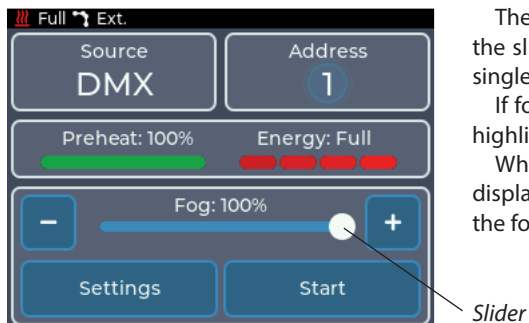 Full Ext.
Source
DMX
Address
1
Preheat: 100%
Energy: Full
Fog: 100%
–
+
Settings
Start
Slider
The
the sl
single
If fo
highli
Wh
displa
the fo